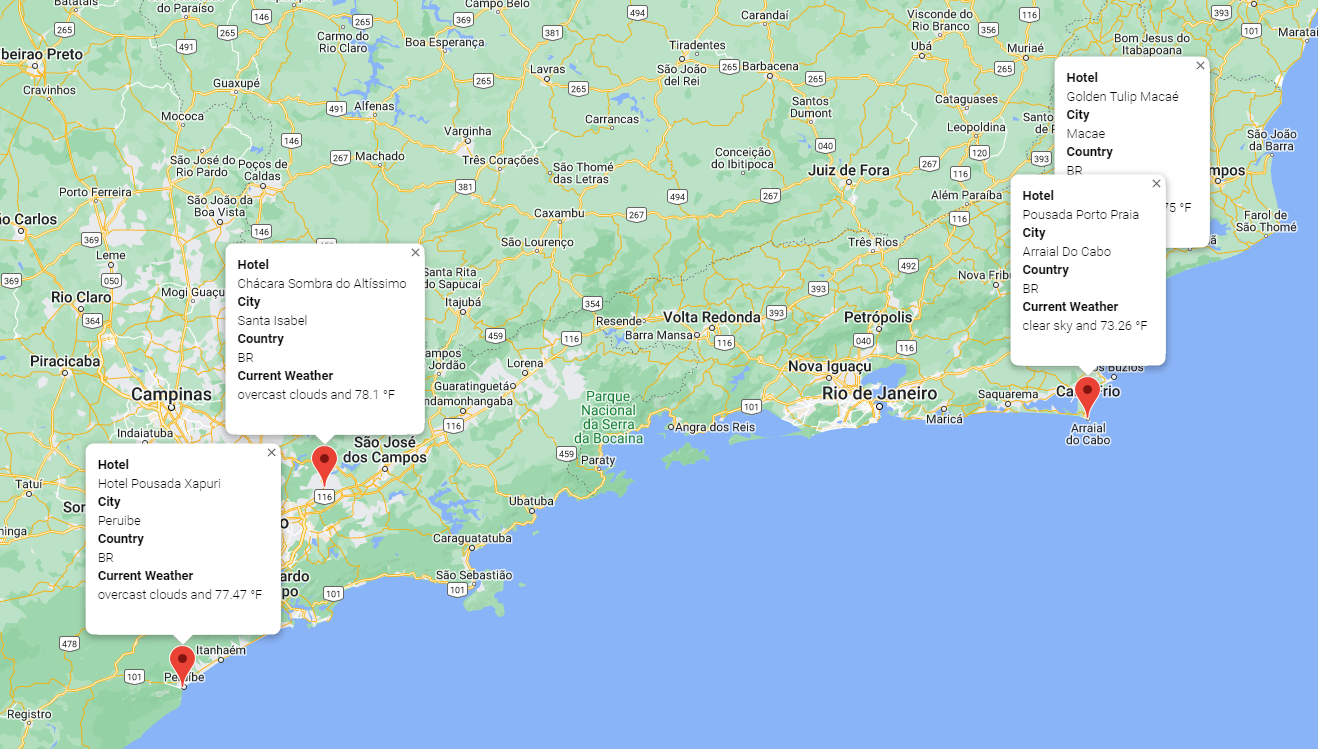 Batatais
do Paraíso
Campo Belo
Carandaí
Visconde do
Rio Branco
265
491
265
146
265
369
494
381
356
116
393
101
Carmo do
Rio Claro
Boa Esperança
Tiradentes
Ubá
Muriaé
Bom Jesus do
Itabapoana
Marataí
beirao Preto
Cravinhos
Guaxupé
Lavras
São João
del Rei
265
Barbacena
265
265
265
265
Mococa
491
Alfenas
Carrancas
Santos
Dumont
Cataguases
Leopoldina
Varginha
146
267
Machado
Três Corações
São Thomé
das Letras
Conceição
do Ibitipoca
040
Juiz de Fora
267
120
116
393
São João
da Barra
São José do
Rio Pardo
Poços de
Caldas
Porto Ferreira
São João da
Boa Vista
381
494
267
267
Além Paraíba
116
ão Carlos
146
Caxambu
São Lourenço
Três Rios
Farol de
São Thomé
369
Leme
369
050
Mogi Guaçu
Santa Rita
do Sapucaí
Itajubá
492
Nova Fribu
Rio Claro
364
354
393
Resende
Volta Redonda
393
Petrópolis
Barra Mansa
116
459
116
040
116
Piracicaba
ampos
Jordão
Lorena
Guaratinguetá
ndamonhangaba
Nova Iguaçu
Rio de Janeiro
Saquarema
Maricá
os Búzios
Campinas
Indaiatuba
Parque
Nacional
da Serra
da Bocaina
101
Angra dos Reis
Arraial
do Cabo
116
São José
dos Campos
459
Paraty
Tatuí
116
Ubatuba
Caraguatatuba
São Sebastião
101
101
478
101
Itanhaém
Registro
Hotel
Golden Tulip Macaé
City
Macae
Country
BR
75 °F
Hotel
Pousada Porto Praia
City
Arraial Do Cabo
Country
BR
Current Weather
clear sky and 73.26 °F
Hotel
Chácara Sombra do Altíssimo
City
Santa Isabel
Country
BR
Current Weather
overcast clouds and 78.1 °F
Hotel
Hotel Pousada Xapuri
City
Peruibe
Country
BR
Current Weather
overcast clouds and 77.47 °F